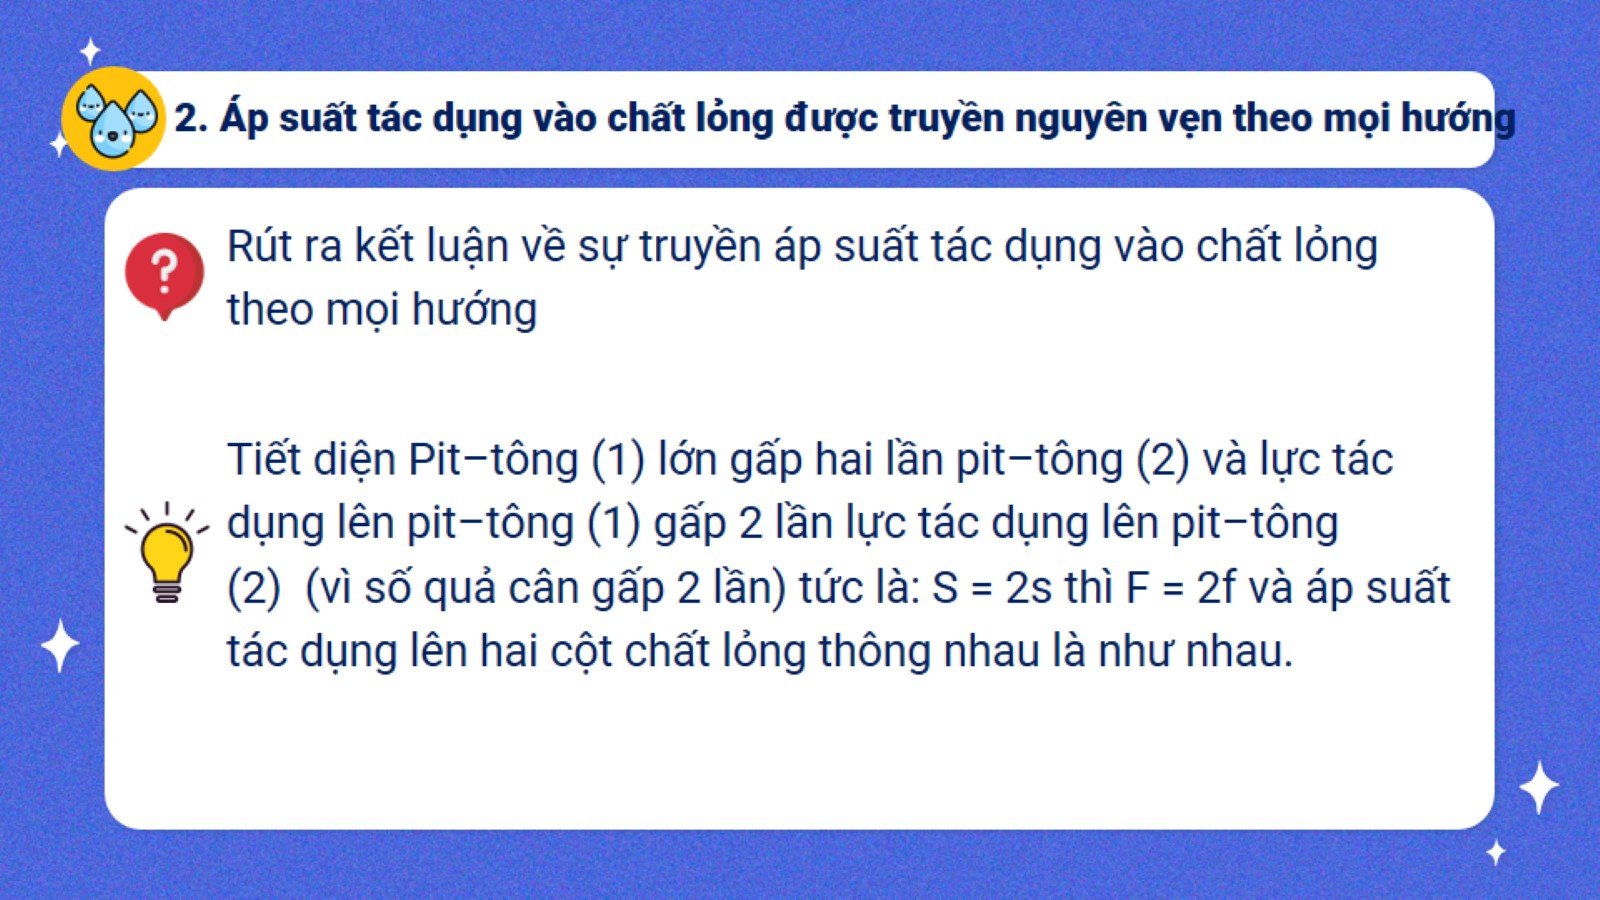 2. Áp suất tác dụng vào chất lỏng được truyền nguyên vẹn theo mọi hướng
Rút ra kết luận về sự truyền áp suất tác dụng vào chất lỏng
theo mọi hướng
Tiết diện Pit–tông (1) lớn gấp hai lần pit–tông (2) và lực tác
dụng lên pit–tông (1) gấp 2 lần lực tác dụng lên pit–tông
(2)  (vì số quả cân gấp 2 lần) tức là: S = 2s thì F = 2f và áp suất
tác dụng lên hai cột chất lỏng thông nhau là như nhau.